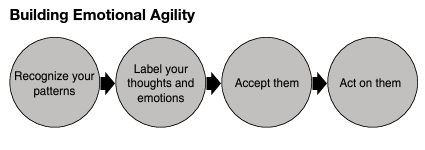 Building Emotional Agility
Recognize your
patterns
Label your
thoughts and
emotions
Accept them
Act on them